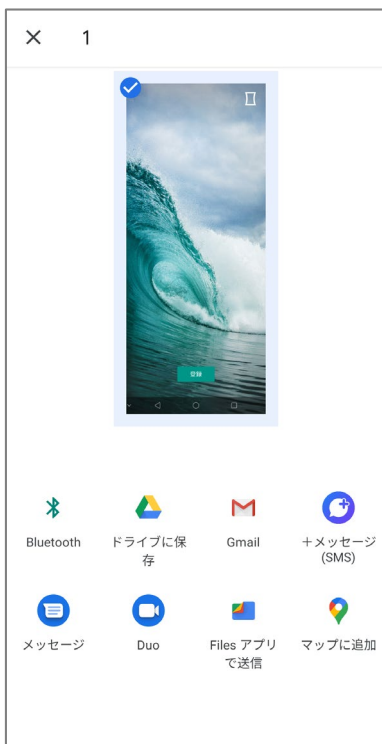 1
登録
Bluetooth
ドライブに保
存
Gmail
＋メッセージ
(SMS)
メッセージ
Duo
Files アプリ
で送信
マップに追加